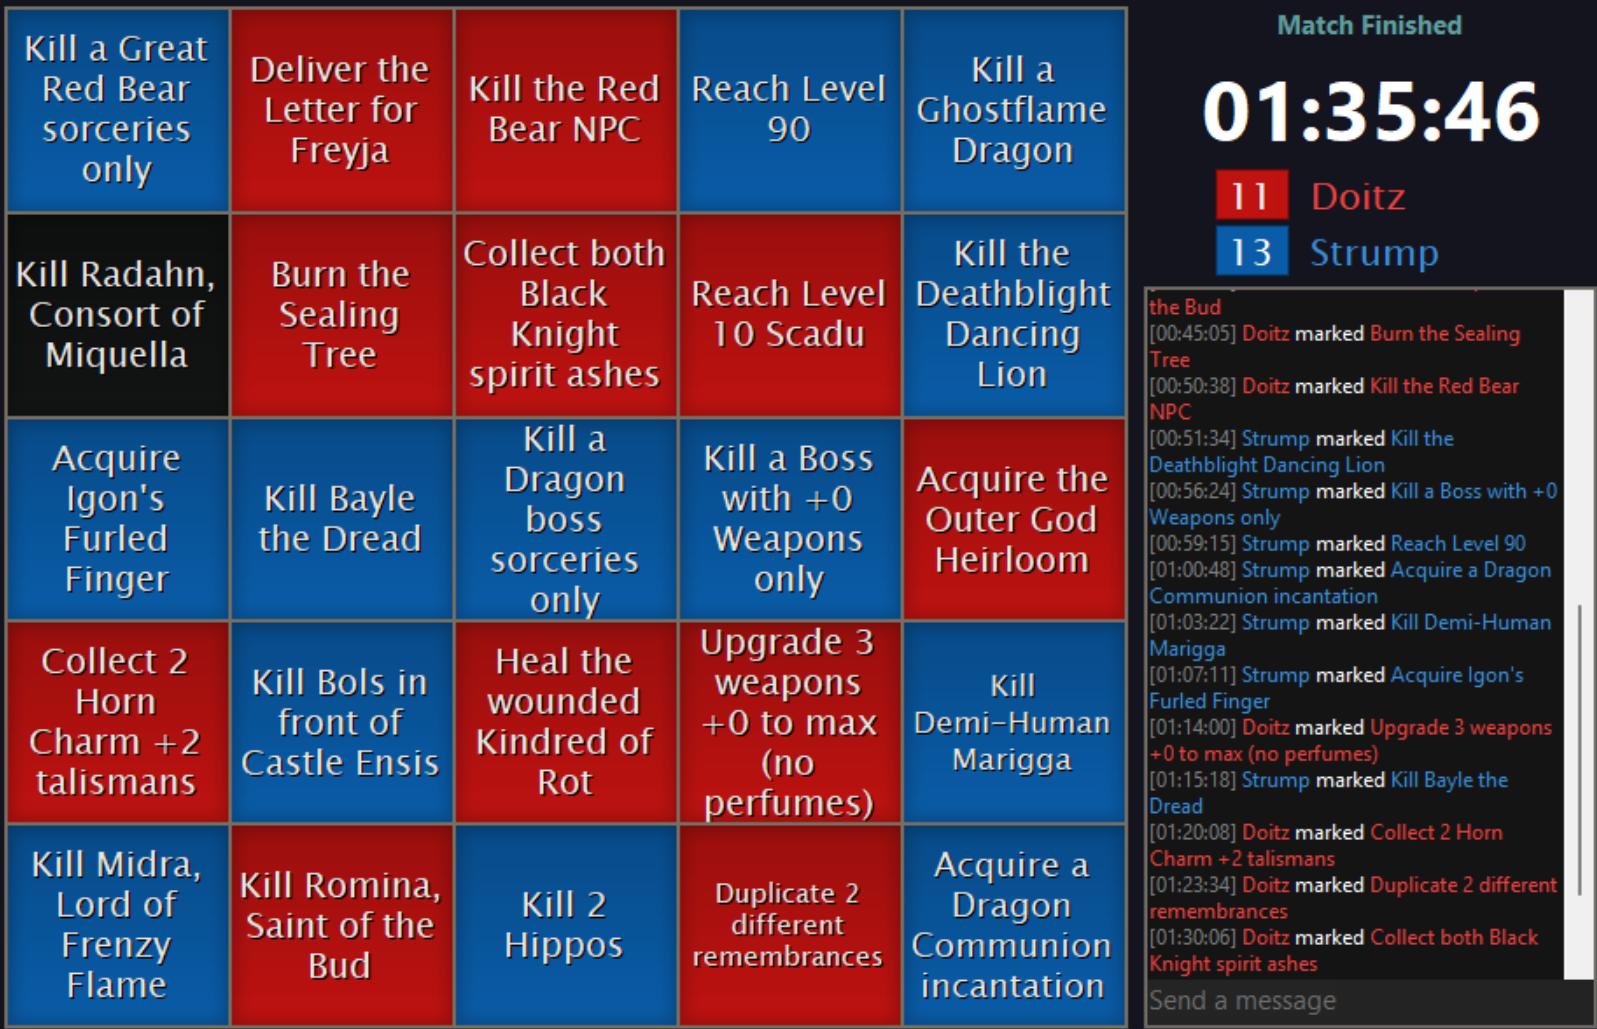 Kill a Great
Red Bear
sorceries
only
Deliver the
Letter for
Freyja
Kill the Red
Bear NPC
Reach Level
90
Kill a
Ghostflame
Dragon
Kill Radahn,
Consort of
Miquella
Burn the
Sealing
Tree
Collect both
Black
Knight
spirit ashes
Reach Level
10 Scadu
Kill the
Deathblight
Dancing
Lion
Acquire
Igon's
Furled
Finger
Kill Bayle
the Dread
Kill a
Dragon
boss
sorceries
only
Kill a Boss
with +0
Weapons
only
Acquire the
Outer God
Heirloom
Collect 2
Horn
Charm +2
talismans
Kill Bols in
front of
Castle Ensis
Heal the
wounded
Kindred of
Rot
Upgrade 3
weapons
+0 to max
(no
perfumes)
Kill
Demi-Human
Marigga
Kill Midra,
Lord of
Frenzy
Flame
Kill Romina,
Saint of the
Bud
Kill 2
Hippos
Duplicate 2
different
remembrances
Acquire a
Dragon
Communion
incantation
Match Finished
01:35:46
11 Doitz
13 Strump
the Bud
[00:45:05] Doitz marked Burn the Sealing
Tree
[00:50:38] Doitz marked Kill the Red Bear
NPC
[00:51:34] Strump marked Kill the
Deathblight Dancing Lion
[00:56:24] Strump marked Kill a Boss with +0
Weapons only
[00:59:15] Strump marked Reach Level 90
[01:00:48] Strump marked Acquire a Dragon
Communion incantation
[01:03:22] Strump marked Kill Demi-Human
Marigga
[01:07:11] Strump marked Acquire Igon's
Furled Finger
[01:14:00] Doitz marked Upgrade 3 weapons
+0 to max (no perfumes)
[01:15:18] Strump marked Kill Bayle the
Dread
[01:20:08] Doitz marked Collect 2 Horn
Charm +2 talismans
[01:23:34] Doitz marked Duplicate 2 different
remembrances
[01:30:06] Doitz marked Collect both Black
Knight spirit ashes
Send a message